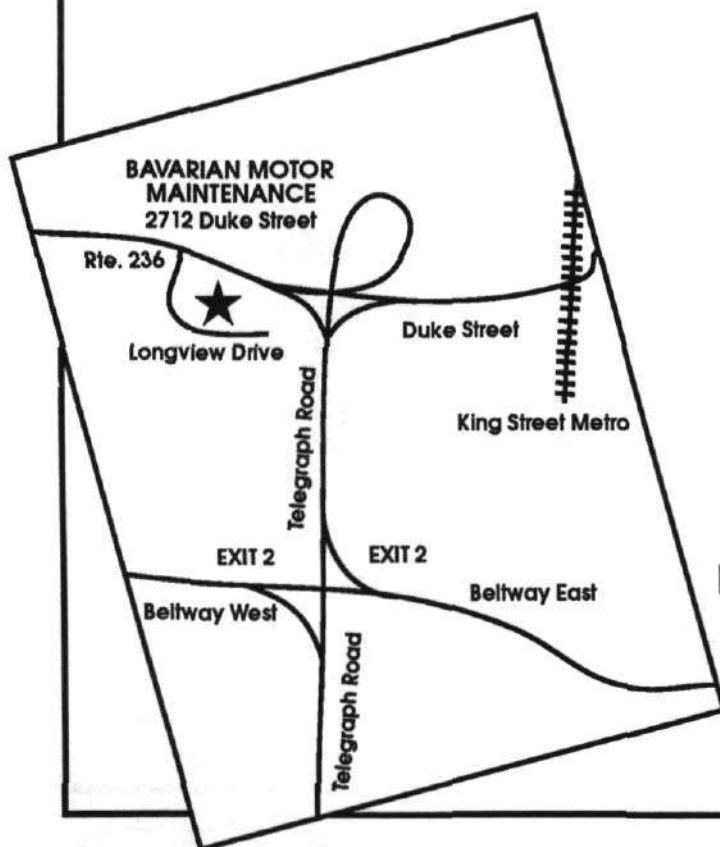 BAVARIAN MOTOR
MAINTENANCE
2712 Duke Street
Rte. 236
Longview Drive
Duke Street
King Street Metro
Telegraph Road
EXIT 2
EXIT 2
Beltway West
Beltway East
Telegraph Road